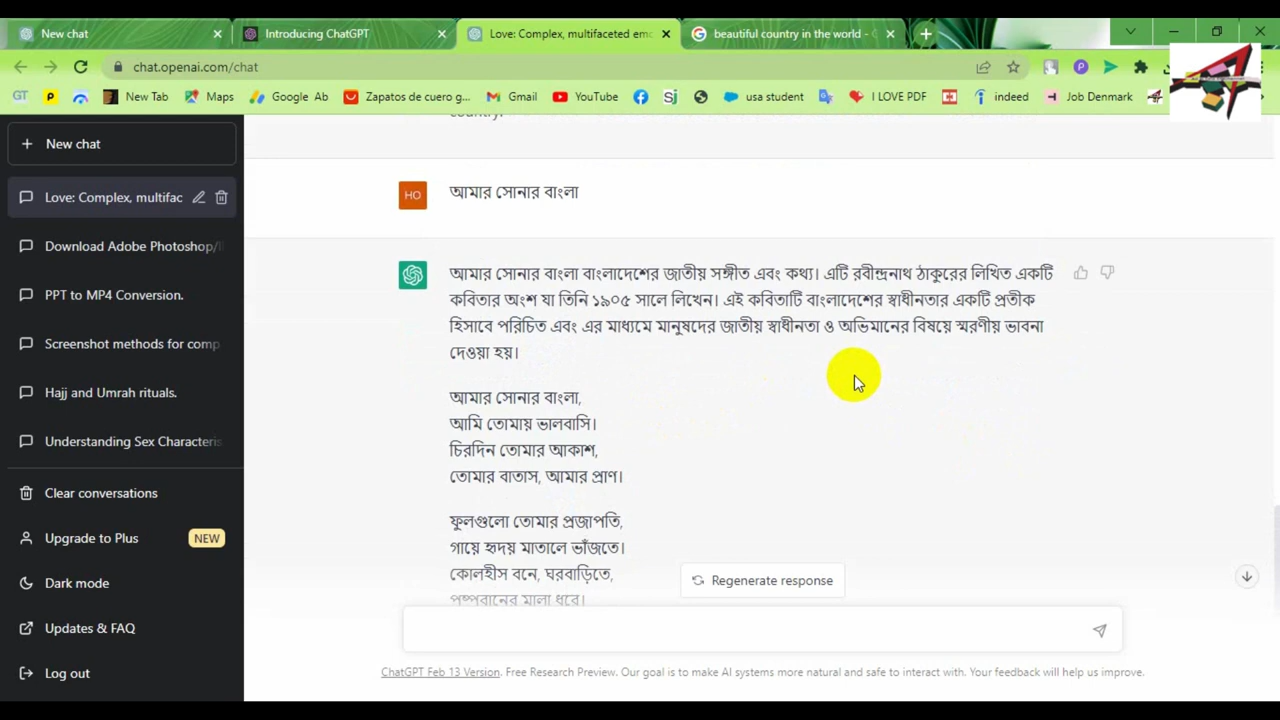 New chat
Introducing ChatGPT
Love: Complex, multifaceted emo
beautiful country in the world - G
chat.openai.com/chat
GT
New Tab
Maps
Google Ab
Zapatos de cuero g...
Gmail
YouTube
Sj
usa student
I LOVE PDF
indeed
Job Denmark
+ New chat
Love: Complex, multifac
Download Adobe Photoshop/I
PPT to MP4 Conversion.
Screenshot methods for comp
Hajj and Umrah rituals.
Understanding Sex Characteris
Clear conversations
Upgrade to Plus
NEW
Dark mode
Updates & FAQ
Log out
country.
HO
আমার সোনার বাংলা
আমার সোনার বাংলা বাংলাদেশের জাতীয় সঙ্গীত এবং কথ্য। এটি রবীন্দ্রনাথ ঠাকুরের লিখিত একটি
কবিতার অংশ যা তিনি ১৯০৫ সালে লিখেন। এই কবিতাটি বাংলাদেশের স্বাধীনতার একটি প্রতীক
হিসাবে পরিচিত এবং এর মাধ্যমে মানুষদের জাতীয় স্বাধীনতা ও অভিমানের বিষয়ে স্মরণীয় ভাবনা
দেওয়া হয়।
আমার সোনার বাংলা,
আমি তোমায় ভালবাসি।
চিরদিন তোমার আকাশ,
তোমার বাতাস, আমার প্রাণ।
ফুলগুলো তোমার প্রজাপতি,
গায়ে হৃদয় মাতালে ভাঁজতে।
কোলহীস বনে, ঘরবাড়িতে,
মালা ধরে।
Regenerate response
ChatGPT Feb 13 Version. Free Research Preview. Our goal is to make AI systems more natural and safe to interact with. Your feedback will help us improve.